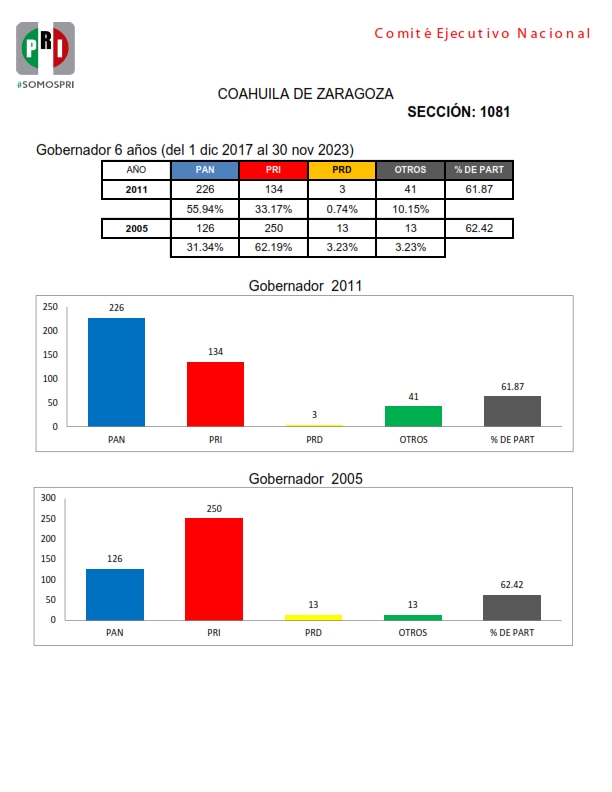 PRI
#SOMOSPRI
Comité Ejecutivo Nacional
COAHUILA DE ZARAGOZA
SECCIÓN: 1081
Gobernador 6 años (del 1 dic 2017 al 30 nov 2023)
AÑO PAN PRI PRD OTROS % DE PART
2011 226 134 3 41 61.87
55.94% 33.17% 0.74% 10.15%
2005 126 250 13 13 62.42
31.34% 62.19% 3.23% 3.23%
Gobernador 2011
250
200
150
100
50
0
226
134
3
41
61.87
PAN PRI PRD OTROS % DE PART
Gobernador 2005
300
250
200
150
100
50
0
126
250
13
13
62.42
PAN PRI PRD OTROS % DE PART